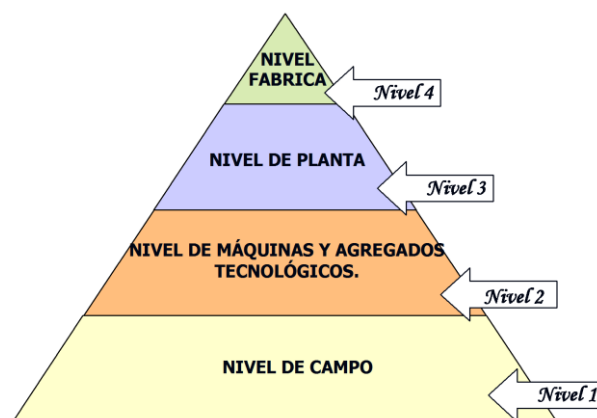 NIVEL
FABRICA
Nivel 4
NIVEL DE PLANTA
Nivel 3
NIVEL DE MÁQUINAS Y AGREGADOS
TECNOLÓGICOS.
Nivel 2
NIVEL DE CAMPO
Nivel 1